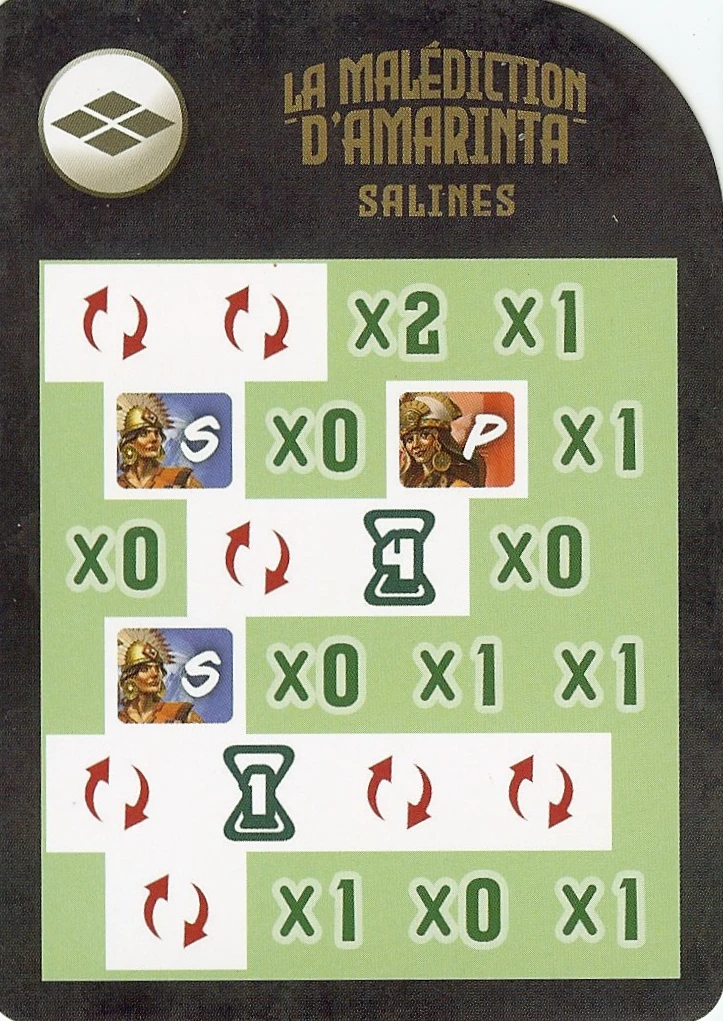 LA MALÉDICTION
D'AMARINTA
SALINES
X2 X1
S X0 P X1
X0 4 X0
S X0 X1 X1
1
X1 X0 X1